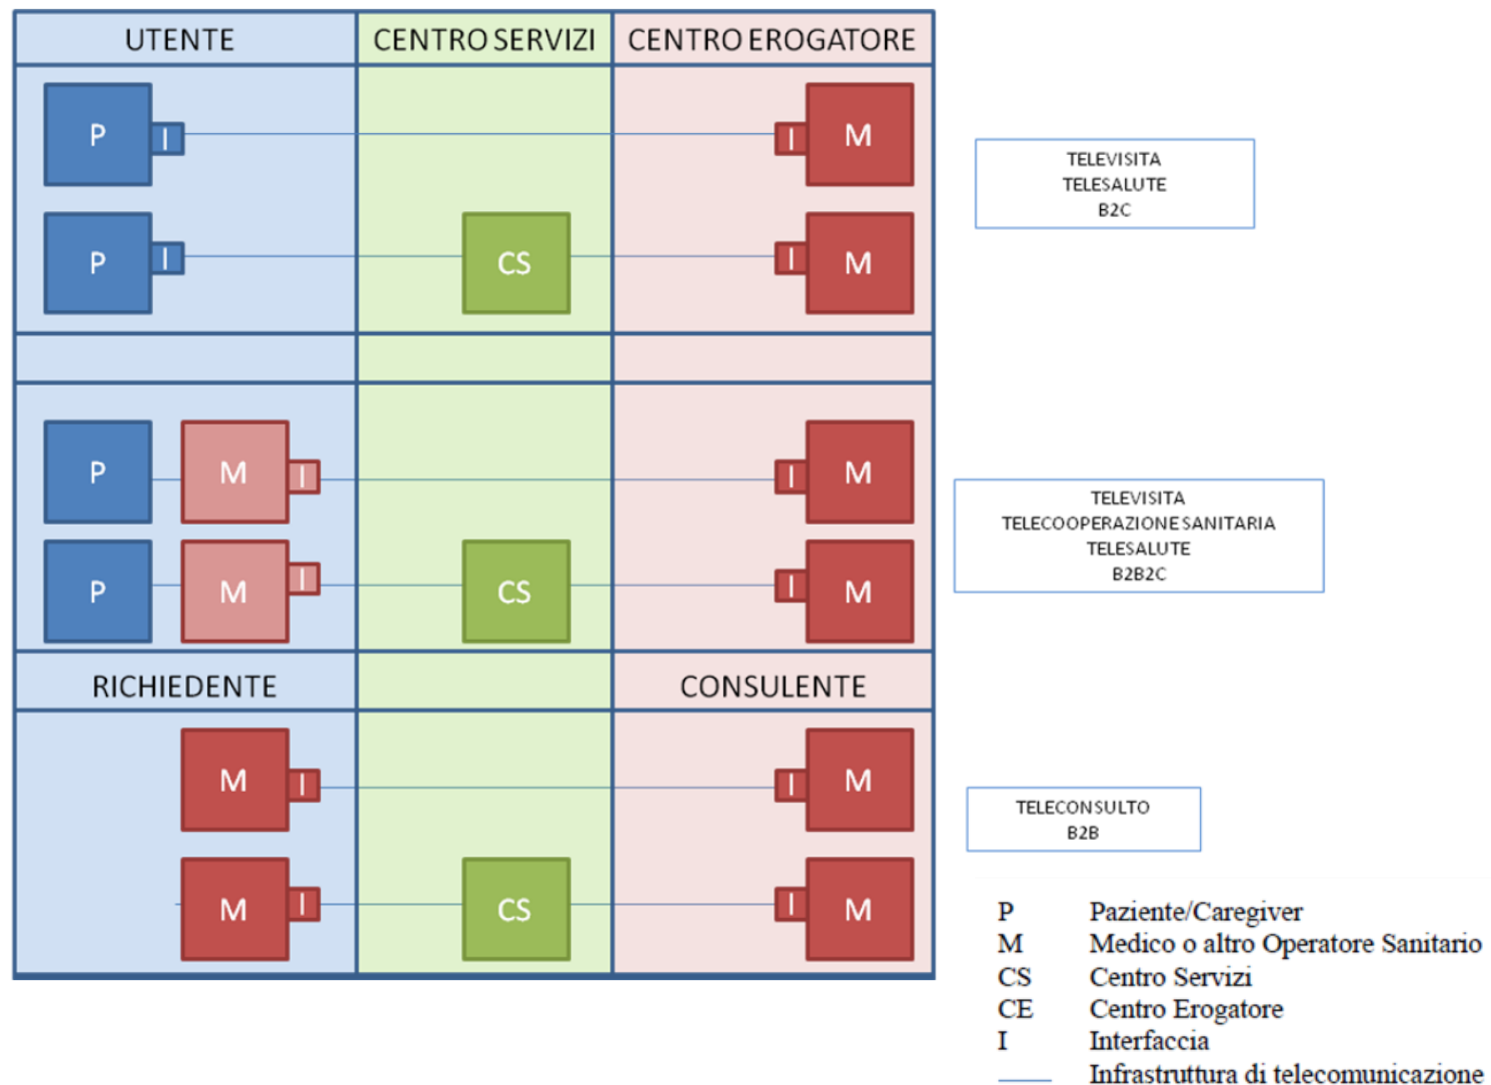 UTENTE CENTRO SERVIZI CENTRO EROGATORE
P I I M
TELEVISITA
TELESALUTE
B2C
P I CS I M
P M I I M
TELEVISITA
TELECOOPERAZIONE SANITARIA
TELESALUTE
B2B2C
P M I CS I M
RICHIEDENTE CONSULENTE
M I I M
TELECONSULTO
B2B
M I CS I M
P Paziente/Caregiver
M Medico o altro Operatore Sanitario
CS Centro Servizi
CE Centro Erogatore
I Interfaccia
Infrastruttura di telecomunicazione